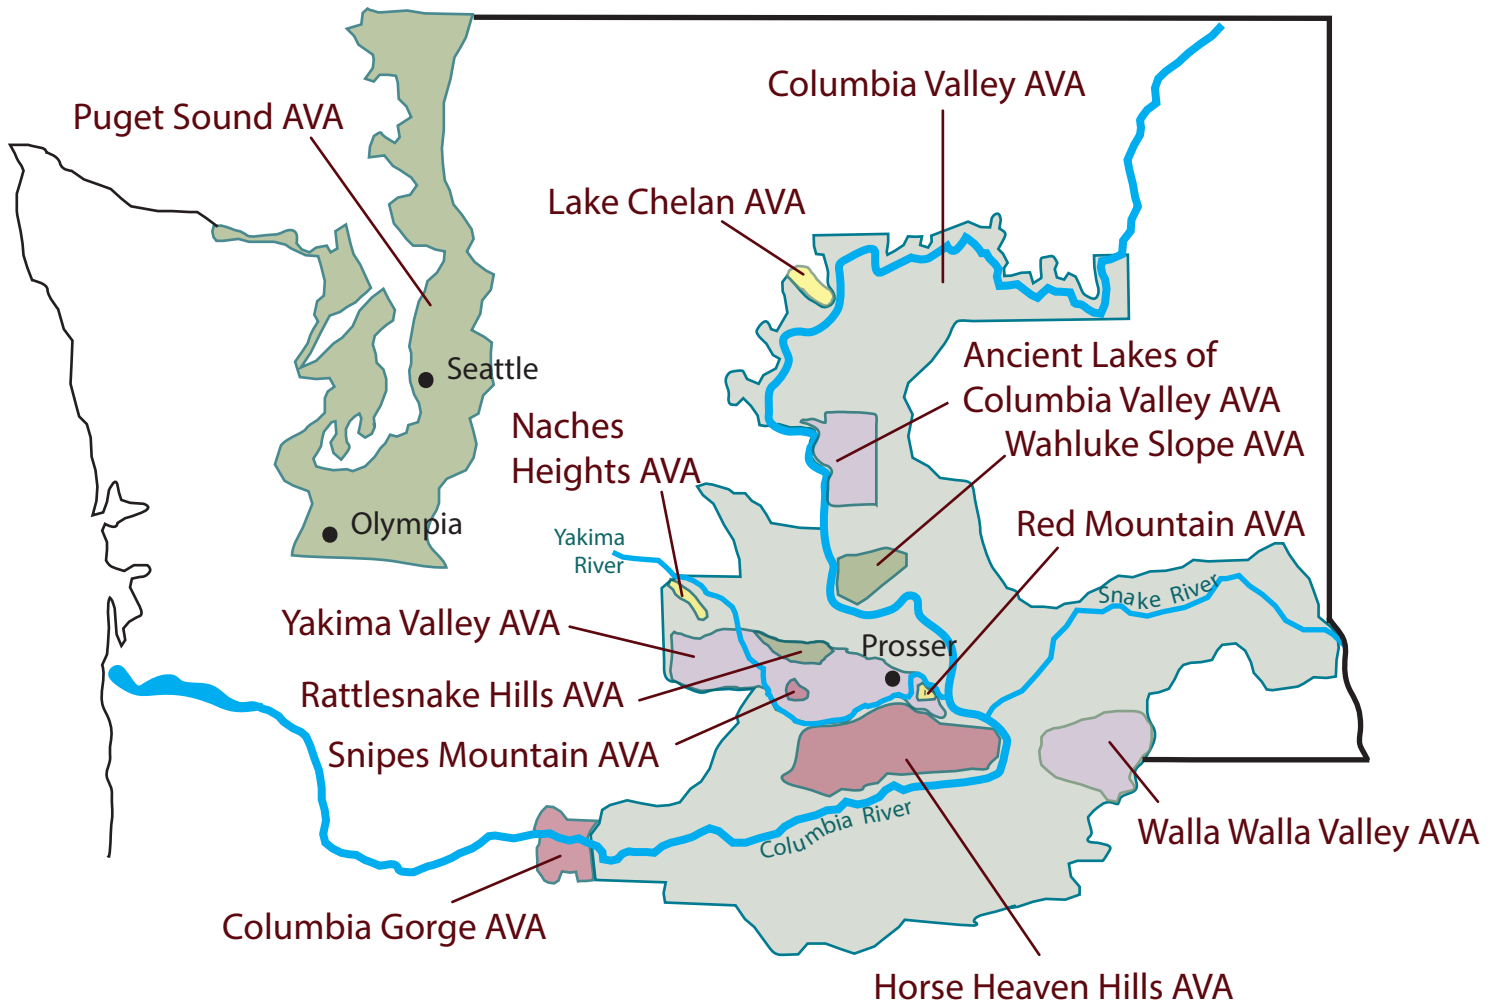 Columbia Valley AVA
Puget Sound AVA
Lake Chelan AVA
Ancient Lakes of
Columbia Valley AVA
Seattle
Naches
Heights AVA
Wahluke Slope AVA
Olympia
Red Mountain AVA
Yakima
River
Snake River
Yakima Valley AVA
Prosser
Rattlesnake Hills AVA
Snipes Mountain AVA
Columbia River
Walla Walla Valley AVA
Columbia Gorge AVA
Horse Heaven Hills AVA